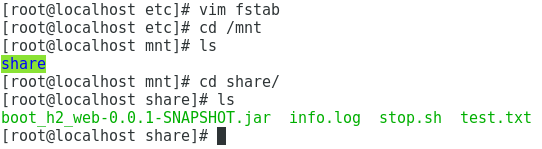 [root@localhost etc]# vim fstab
[root@localhost etc]# cd /mnt
[root@localhost mnt]# ls
share
[root@localhost mnt]# cd share/
[root@localhost share]# ls
boot_h2_web-0.0.1-SNAPSHOT.jar  info.log  stop.sh  test.txt
[root@localhost share]#